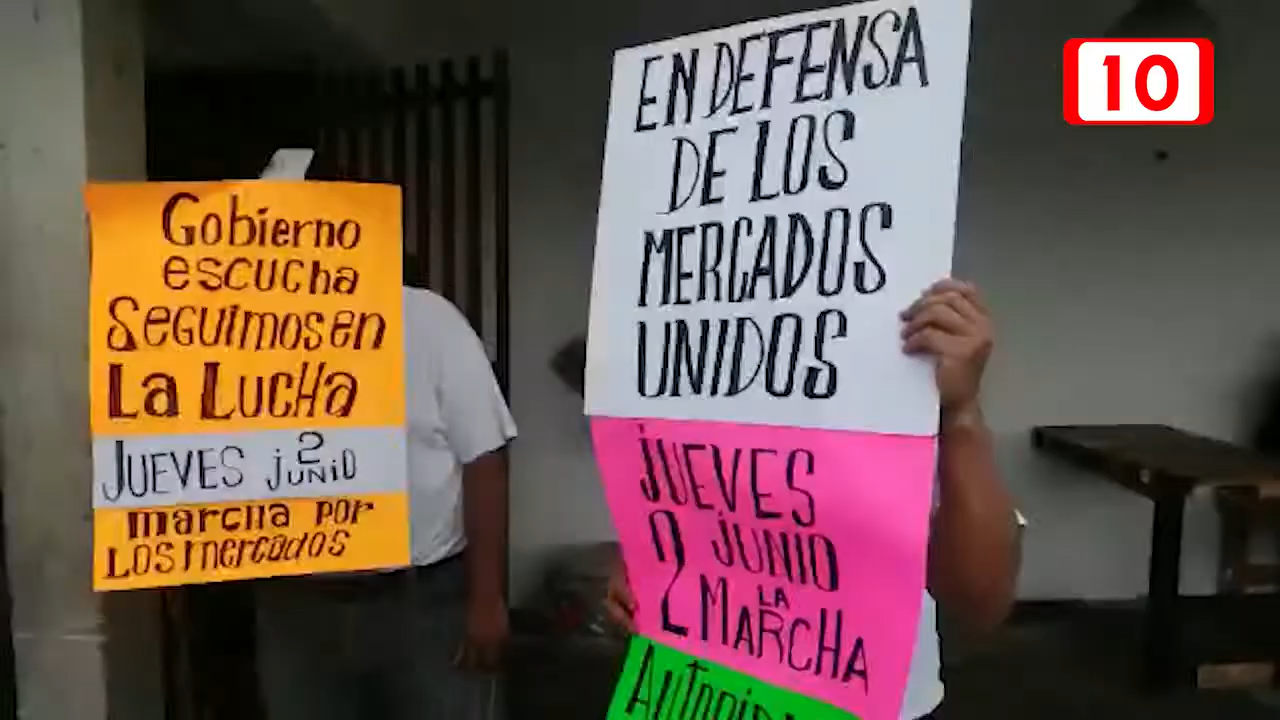 Gobierno
escucha
Seguimos en
La Lucha
JUEVES 2 JUNIO
marcha POR
LOS mercados
EN DEFENSA
DE LOS
MERCADOS
UNIDOS
JUEVES
2 JUNIO
LA
MARCHA
10